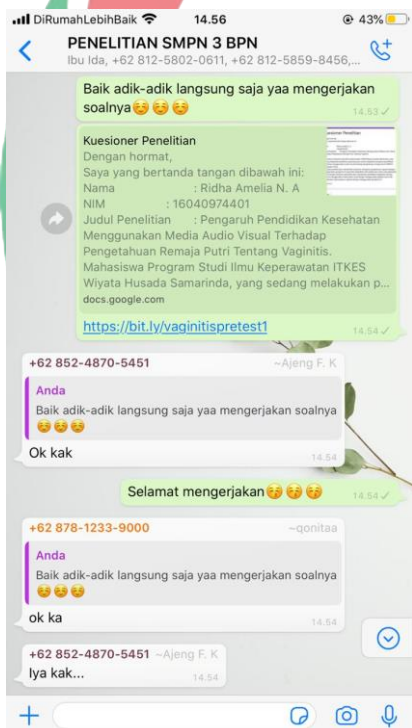 DiRumahLebihBaik 14.56 43%
PENELITIAN SMPN 3 BPN
Ibu Ida, +62 812-5802-0611, +62 812-5859-8456,...
Baik adik-adik langsung saja yaa mengerjakan
soalnya😚😚😚
14.53
Kuesioner Penelitian
Dengan hormat,
Saya yang bertanda tangan dibawah ini:
Nama : Ridha Amelia N. A
NIM : 16040974401
Judul Penelitian : Pengaruh Pendidikan Kesehatan
Menggunakan Media Audio Visual Terhadap
Pengetahuan Remaja Putri Tentang Vaginitis.
Mahasiswa Program Studi Ilmu Keperawatan ITKES
Wiyata Husada Samarinda, yang sedang melakukan p...
docs.google.com
https://bit.ly/vaginitispretest1
14.54
+62 852-4870-5451 ~Ajeng F. K
Anda
Baik adik-adik langsung saja yaa mengerjakan soalnya
😚😚😚
Ok kak
14.54
Selamat mengerjakan😚😚😚
14.54
+62 878-1233-9000 ~qonitaa
Anda
Baik adik-adik langsung saja yaa mengerjakan soalnya
😚😚😚
ok ka
14.54
+62 852-4870-5451 ~Ajeng F. K
Iya kak...
14.54